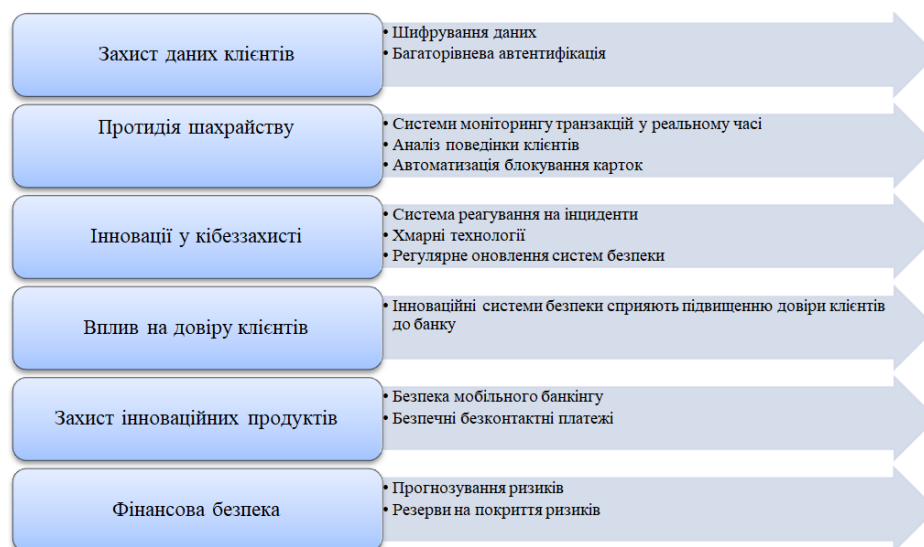 Захист даних клієнтів
• Шифрування даних
• Багаторівнева автентифікація
Протидія шахрайству
• Системи моніторингу транзакцій у реальному часі
• Аналіз поведінки клієнтів
• Автоматизація блокування карток
Інновації у кібеззахисті
• Система реагування на інциденти
• Хмарні технології
• Регулярне оновлення систем безпеки
Вплив на довіру клієнтів
• Інноваційні системи безпеки сприяють підвищенню довіри клієнтів
до банку
Захист інноваційних продуктів
• Безпека мобільного банкінгу
• Безпечні безконтактні платежі
Фінансова безпека
• Прогнозування ризиків
• Резерви на покриття ризиків